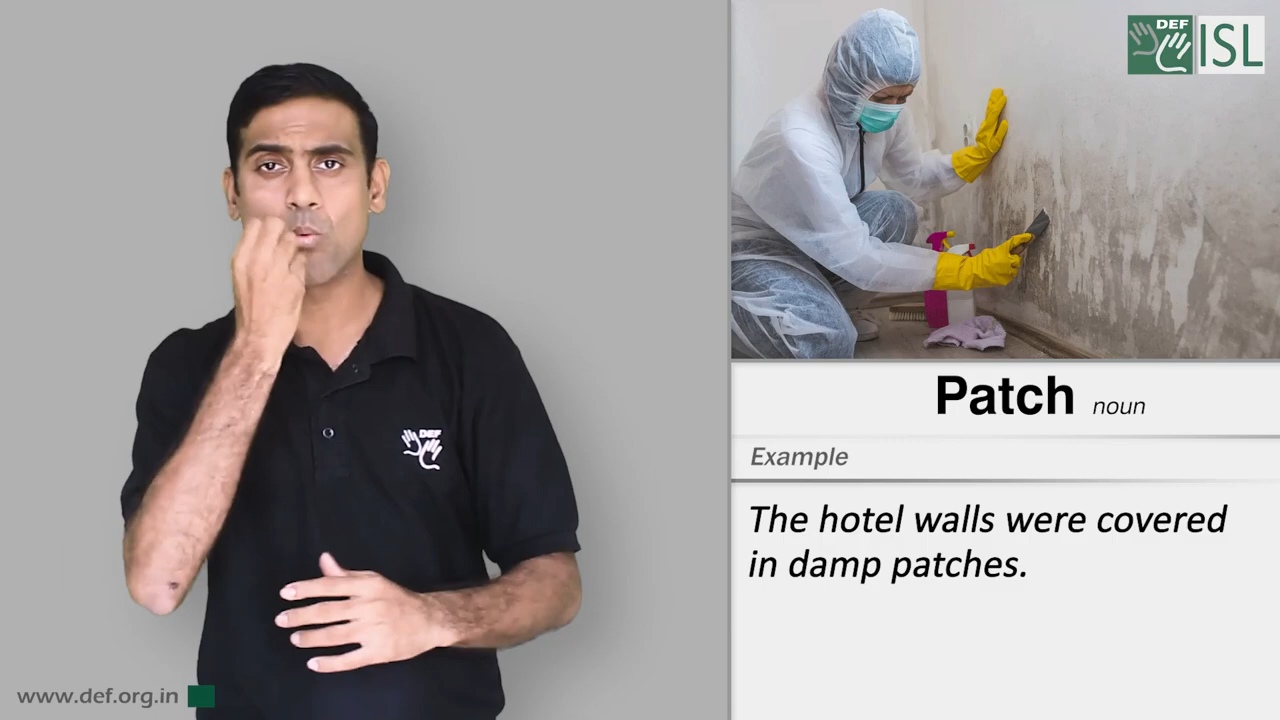 DEF
ISL
DEF
Patch noun
Example
The hotel walls were covered
in damp patches.
www.def.org.in